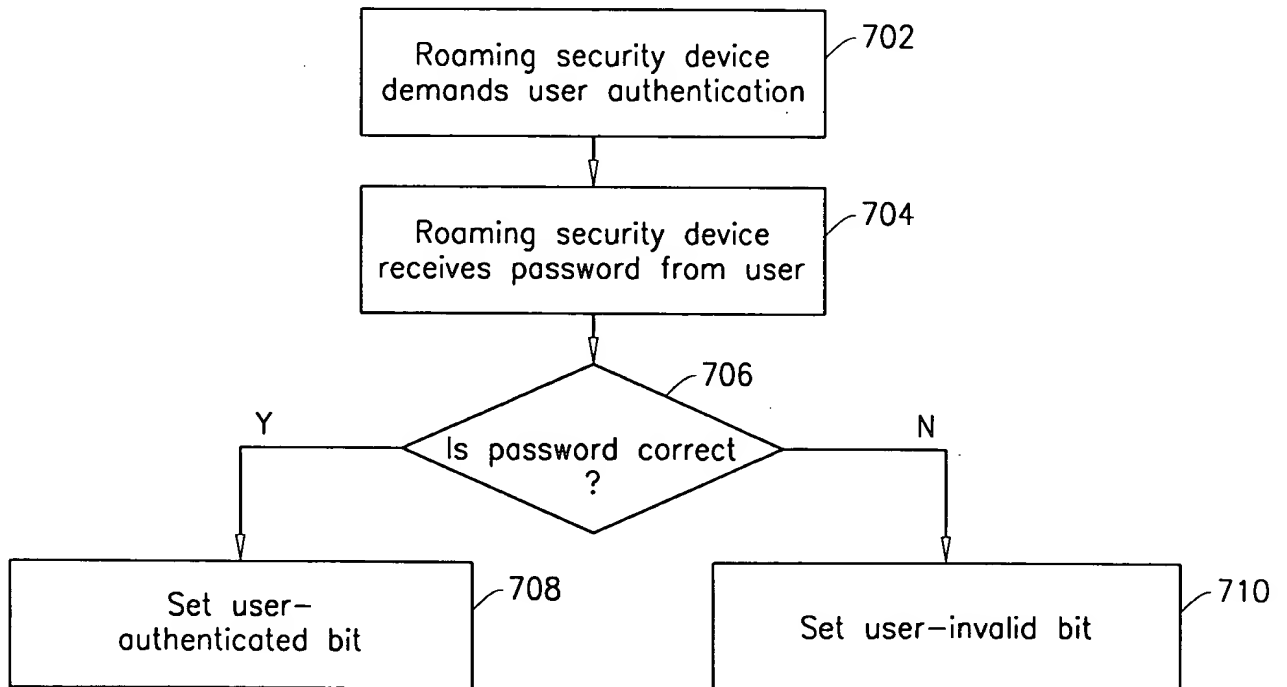 Roaming security device
demands user authentication
702
Roaming security device
receives password from user
704
706
Is password correct
?
Y
N
Set user-
authenticated bit
708
Set user-invalid bit
710